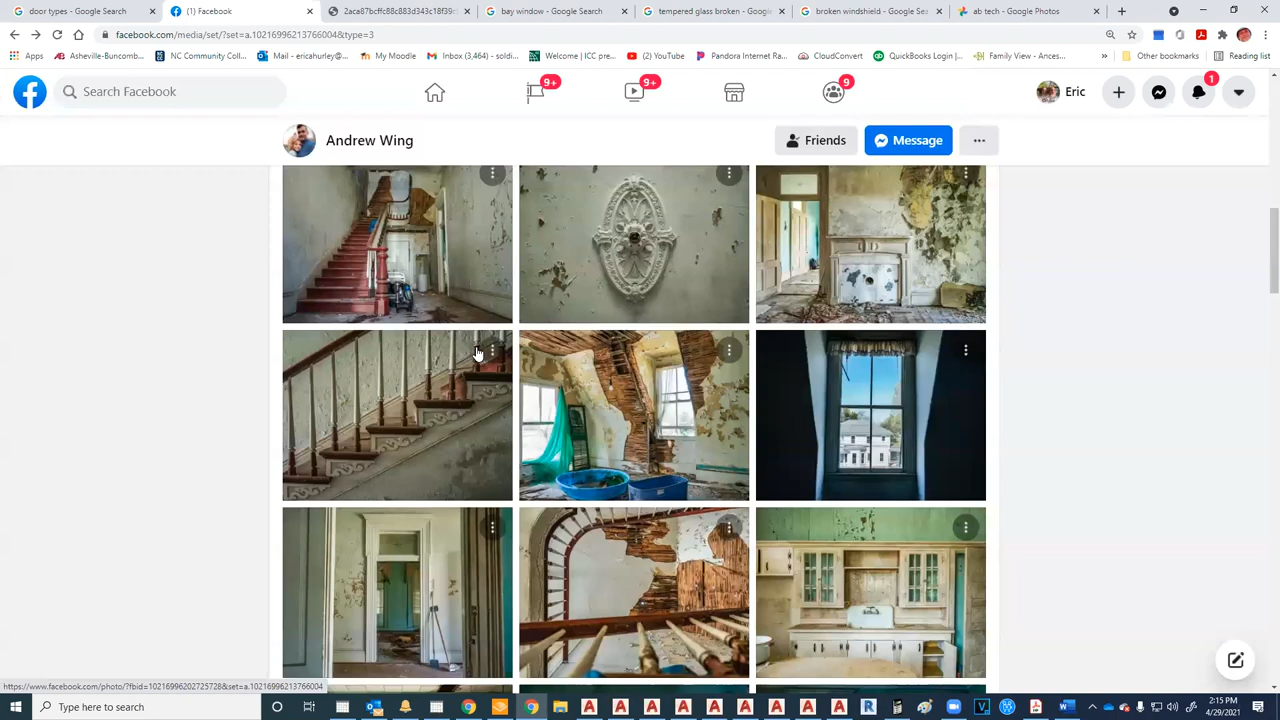 door types - Google Search
(1) Facebook
2aca87bcffc88c883d343c18f39c
bay window - Google Search
tempered glass broken - Google
broken windshield - Google Sea
ab tech - Google Photos
facebook.com/media/set/?set=a.10216996213766004&type=3
Apps
Asheville-Buncomb...
NC Community Coll...
Mail - ericahurley@...
My Moodle
Inbox (3,464) - soldi...
Welcome | ICC pre...
(2) YouTube
Pandora Internet Ra...
CloudConvert
QuickBooks Login |...
Family View - Ances...
Other bookmarks
Reading list
Search Facebook
9+
9+
9
Eric
1
Andrew Wing
Friends
Message
https://www.facebook.com/photo/?fbid=10216996202725728&set=a.10216996213766004
Type here to search
2:15 PM
4/29/2021